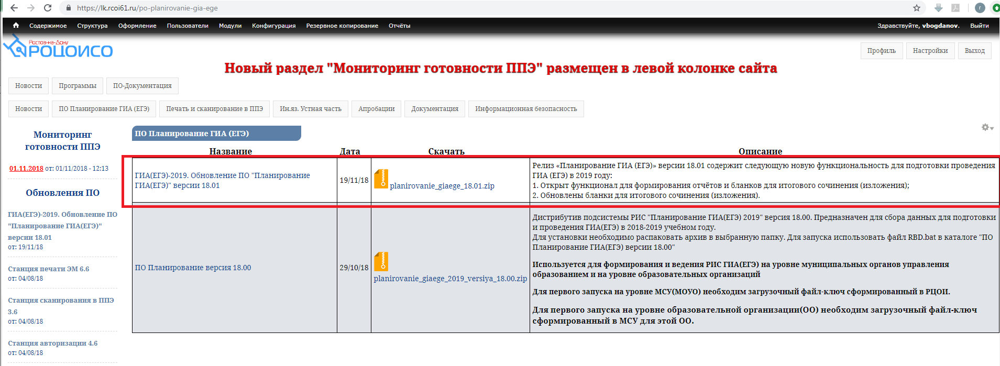 https://lk.rcoi61.ru/po-planirovanie-gia-ege
r
Содержимое Структура Оформление Пользователи Модули Конфигурация Резервное копирование Отчёты
Здравствуйте, vbogdanov. Выйти
Ростов-на-Дону
РОЦОИСО
Профиль Настройки Выход
Новый раздел "Мониторинг готовности ППЭ" размещен в левой колонке сайта
Новости Программы ПО-Документация
Новости ПО Планирование ГИА (ЕГЭ) Печать и сканирование в ППЭ Ин.яз. Устная часть Апробации Документация Информационная безопасность
Мониторинг
готовности ППЭ
01.11.2018 от: 01/11/2018 - 12:13
Обновления ПО
ГИА(ЕГЭ)-2019. Обновление ПО
"Планирование ГИА(ЕГЭ)"
версии 18.01
от: 19/11/18
Станция печати ЭМ 6.6
от: 04/08/18
Станция сканирования в ППЭ
3.6
от: 04/08/18
Станция авторизации 4.6
от: 04/08/18
ПО Планирование ГИА (ЕГЭ)
Название Дата Скачать Описание
ГИА(ЕГЭ)-2019. Обновление ПО "Планирование
ГИА(ЕГЭ)" версии 18.01
19/11/18
planirovanie_giaege_18.01.zip
Релиз «Планирование ГИА (ЕГЭ)» версии 18.01 содержит следующую новую функциональность для подготовки проведения
ГИА (ЕГЭ) в 2019 году:
1. Открыт функционал для формирования отчётов и бланков для итогового сочинения (изложения);
2. Обновлены бланки для итогового сочинения (изложения).
ПО Планирование версия 18.00
29/10/18
planirovanie_giaege_2019_versiya_18.00.zip
Дистрибутив подсистемы РИС "Планирование ГИА(ЕГЭ) 2019" версия 18.00. Предназначен для сбора данных для подготовки
и проведения ГИА(ЕГЭ) в 2018-2019 учебном году.
Для установки необходимо распаковать архив в выбранную папку. Для запуска использовать файл RBD.bat в каталоге "ПО
Планирование ГИА(ЕГЭ) версии 18.00"
Используется для формирования и ведения РИС ГИА(ЕГЭ) на уровне муниципальных органов управления
образованием и на уровне образовательных организаций
Для первого запуска на уровне МСУ(МОУО) необходим загрузочный файл-ключ сформированный в РЦОИ.
Для первого запуска на уровне образовательной организации(ОО) необходим загрузочный файл-ключ
сформированный в МСУ для этой ОО.